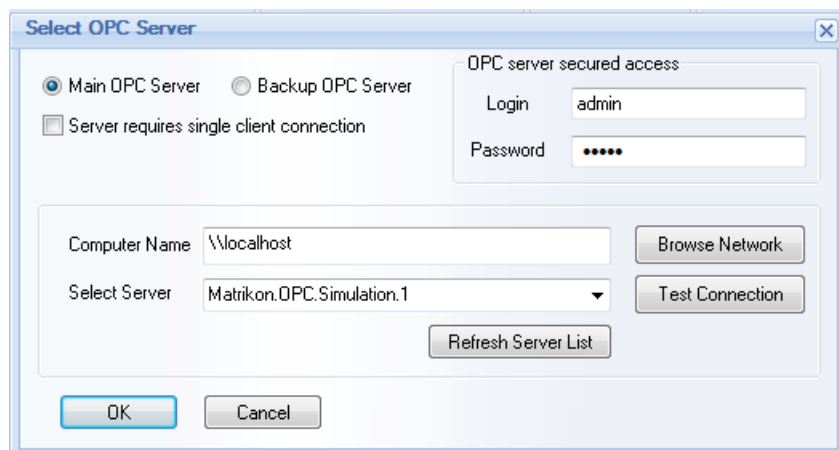 Select OPC Server
Main OPC Server
Backup OPC Server
Server requires single client connection
OPC server secured access
Login
admin
Password
•••••
Computer Name
\\localhost
Browse Network
Select Server
Matrikon.OPC.Simulation.1
Test Connection
Refresh Server List
OK
Cancel